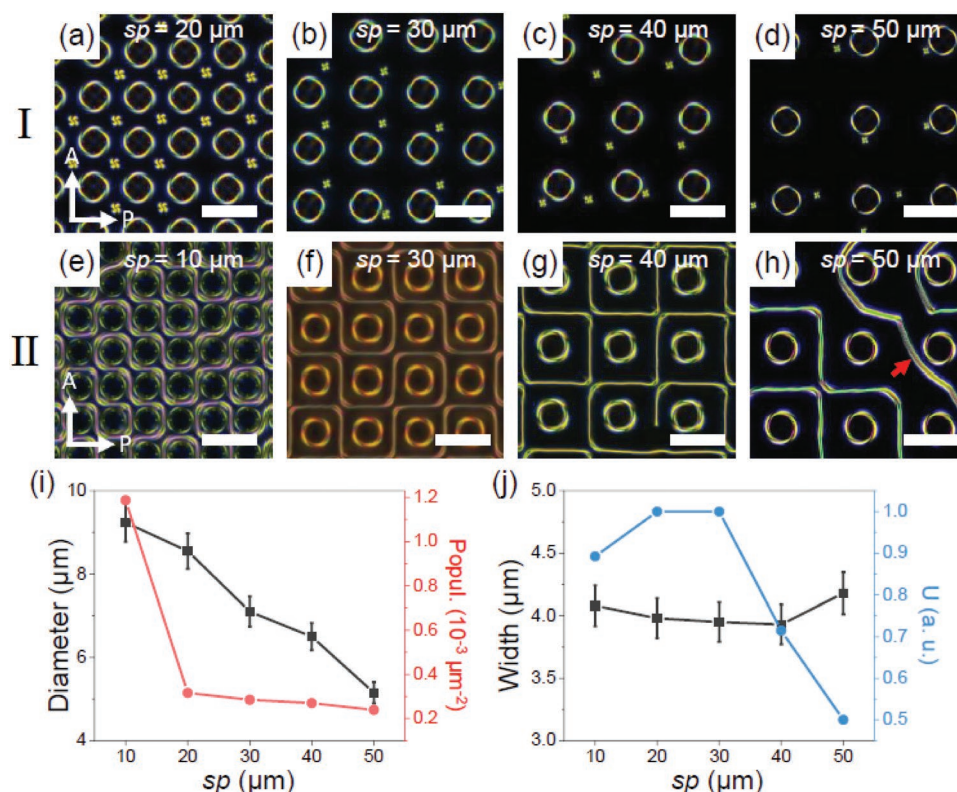 I
(a) sp = 20 μm
(b) sp = 30 μm
(c) sp = 40 μm
(d) sp = 50 μm
A
P
II
(e) sp = 10 μm
(f) sp = 30 μm
(g) sp = 40 μm
(h) sp = 50 μm
A
P
(i)
Diameter (μm)
10
8
6
4
Popul. (10⁻³ μm⁻²)
1.2
1.0
0.8
0.6
0.4
0.2
10 20 30 40 50
sp (μm)
(j)
Width (μm)
5.0
4.5
4.0
3.5
3.0
U (a. u.)
1.0
0.9
0.8
0.7
0.6
0.5
10 20 30 40 50
sp (μm)